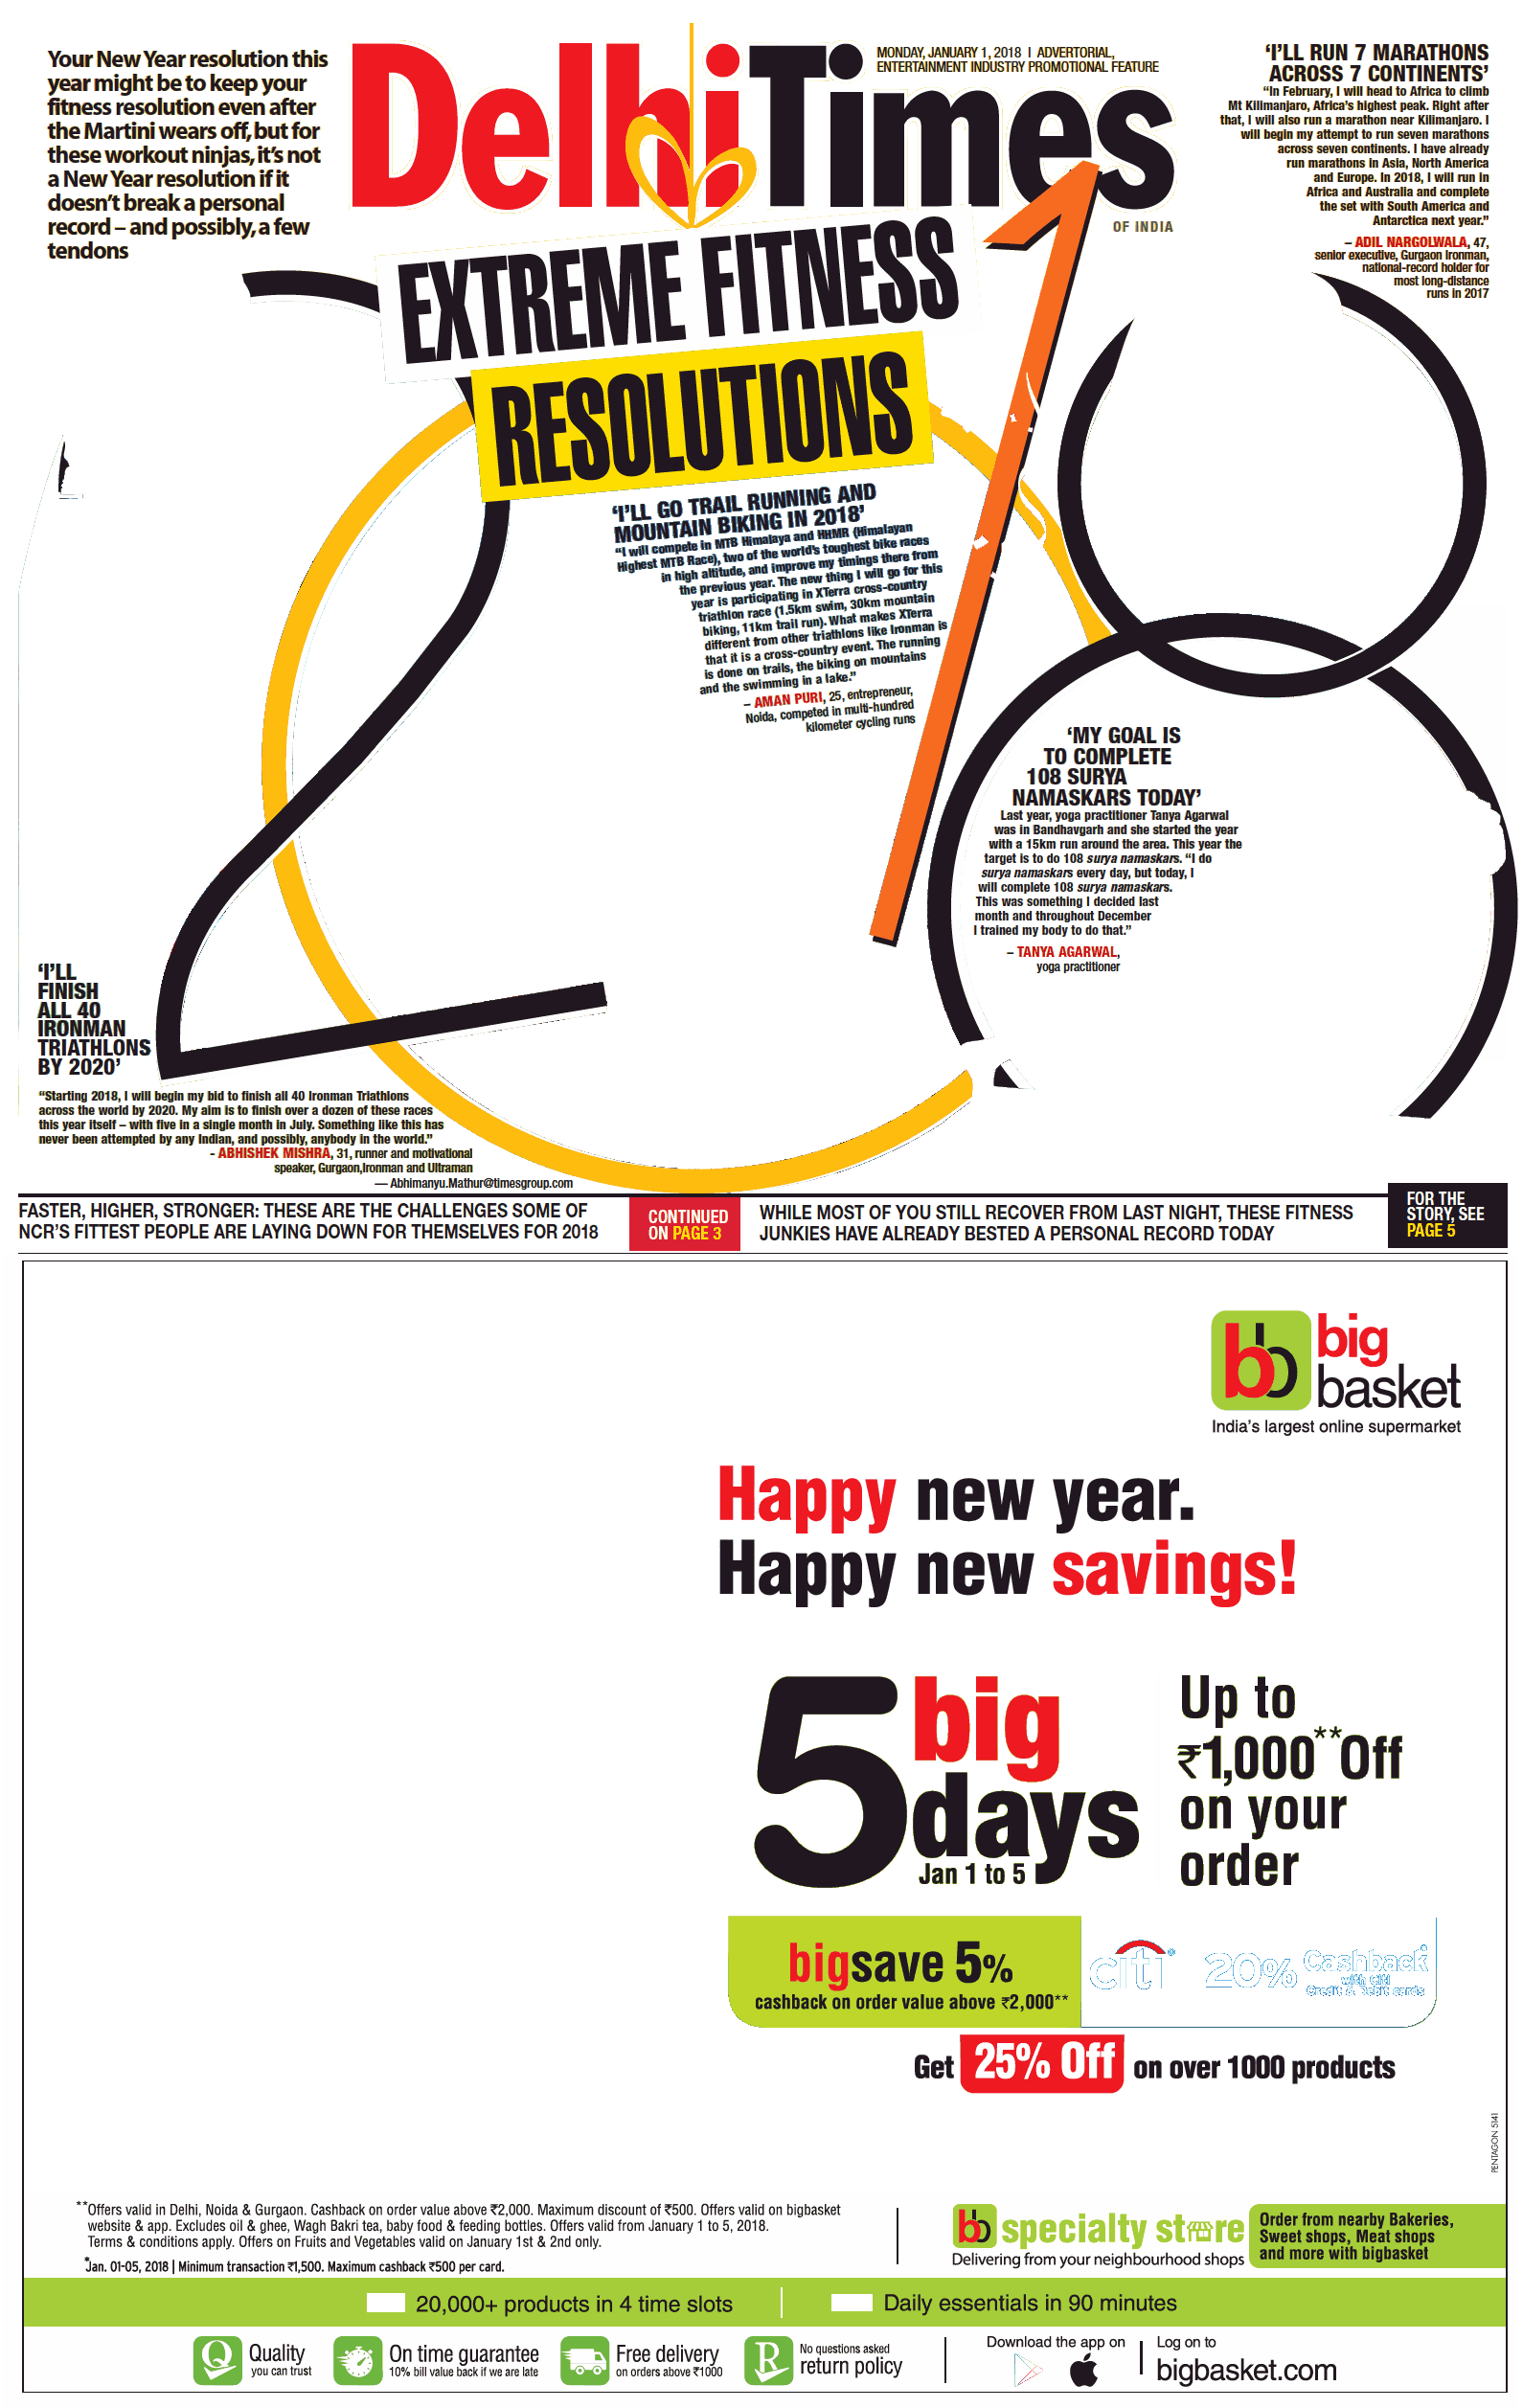 Your New Year resolution this
year might be to keep your
fitness resolution even after
the Martini wears off, but for
these workout ninjas, it's not
a New Year resolution if it
doesn't break a personal
record – and possibly, a few
tendons
Delhi Times
OF INDIA
MONDAY, JANUARY 1, 2018 I ADVERTORIAL,
ENTERTAINMENT INDUSTRY PROMOTIONAL FEATURE
'I'LL RUN 7 MARATHONS
ACROSS 7 CONTINENTS'
"In February, I will head to Africa to climb
Mt Kilimanjaro, Africa's highest peak. Right after
that, I will also run a marathon near Kilimanjaro. I
will begin my attempt to run seven marathons
across seven continents. I have already
run marathons in Asia, North America
and Europe. In 2018, I will run in
Africa and Australia and complete
the set with South America and
Antarctica next year."
– ADIL NARGOLWALA, 47,
senior executive, Gurgaon Ironman,
national-record holder for
most long-distance
runs in 2017
EXTREME FITNESS
RESOLUTIONS
'I'LL GO TRAIL RUNNING AND
MOUNTAIN BIKING IN 2018'
"I will compete in MTB Himalaya and HHMR (Himalayan
Highest MTB Race), two of the world's toughest bike races
in high altitude, and improve my timings there from
the previous year. The new thing I will go for this
year is participating in XTerra cross-country
triathlon race (1.5km swim, 30km mountain
biking, 11km trail run). What makes XTerra
different from other triathlons like Ironman is
that it is a cross-country event. The running
is done on trails, the biking on mountains
and the swimming in a lake."
– AMAN PURI, 25, entrepreneur,
Noida, competed in multi-hundred
kilometer cycling runs
'MY GOAL IS
TO COMPLETE
108 SURYA
NAMASKARS TODAY'
Last year, yoga practitioner Tanya Agarwal
was in Bandhavgarh and she started the year
with a 15km run around the area. This year the
target is to do 108 surya namaskars. "I do
surya namaskars every day, but today, I
will complete 108 surya namaskars.
This was something I decided last
month and throughout December
I trained my body to do that."
– TANYA AGARWAL,
yoga practitioner
'I'LL
FINISH
ALL 40
IRONMAN
TRIATHLONS
BY 2020'
"Starting 2018, I will begin my bid to finish all 40 Ironman Triathlons
across the world by 2020. My aim is to finish over a dozen of these races
this year itself – with five in a single month in July. Something like this has
never been attempted by any Indian, and possibly, anybody in the world."
- ABHISHEK MISHRA, 31, runner and motivational
speaker, Gurgaon,Ironman and Ultraman
— Abhimanyu.Mathur@timesgroup.com
FASTER, HIGHER, STRONGER: THESE ARE THE CHALLENGES SOME OF
NCR'S FITTEST PEOPLE ARE LAYING DOWN FOR THEMSELVES FOR 2018
CONTINUED
ON PAGE 3
WHILE MOST OF YOU STILL RECOVER FROM LAST NIGHT, THESE FITNESS
JUNKIES HAVE ALREADY BESTED A PERSONAL RECORD TODAY
FOR THE
STORY, SEE
PAGE 5
bb big
basket
India's largest online supermarket
Happy new year.
Happy new savings!
5 big
days
Jan 1 to 5
Up to
₹1,000**Off
on your
order
bigsave 5%
cashback on order value above ₹2,000**
citi
20% Cashback
with Citi
Credit & Debit cards
Get 25% Off on over 1000 products
PENTAGON 5141
**Offers valid in Delhi, Noida & Gurgaon. Cashback on order value above ₹2,000. Maximum discount of ₹500. Offers valid on bigbasket
website & app. Excludes oil & ghee, Wagh Bakri tea, baby food & feeding bottles. Offers valid from January 1 to 5, 2018.
Terms & conditions apply. Offers on Fruits and Vegetables valid on January 1st & 2nd only.
*Jan. 01-05, 2018 | Minimum transaction ₹1,500. Maximum cashback ₹500 per card.
bb specialty store
Delivering from your neighbourhood shops
Order from nearby Bakeries,
Sweet shops, Meat shops
and more with bigbasket
20,000+ products in 4 time slots
Daily essentials in 90 minutes
Q Quality
you can trust
On time guarantee
10% bill value back if we are late
Free delivery
on orders above ₹1000
R No questions asked
return policy
Download the app on
Log on to
bigbasket.com